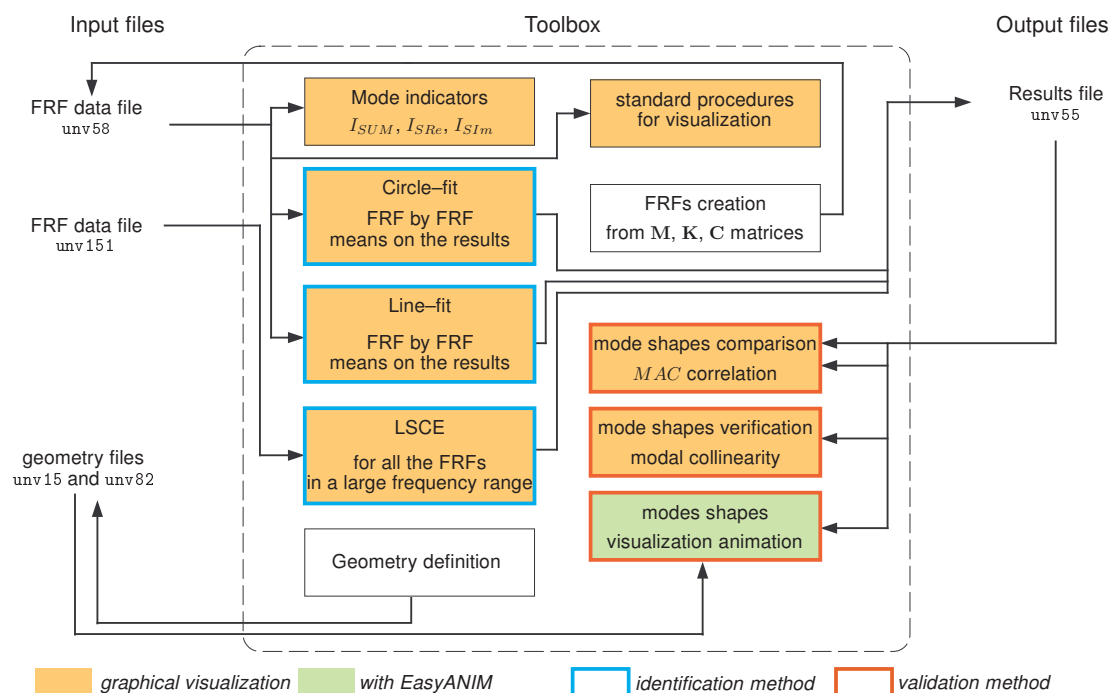 Input files
Toolbox
Output files
FRF data file
unv58
Mode indicators
I_SUM, I_SRe, I_SIm
standard procedures
for visualization
Results file
unv55
FRF data file
unv151
Circle–fit
FRF by FRF
means on the results
FRFs creation
from M, K, C matrices
Line–fit
FRF by FRF
means on the results
mode shapes comparison
MAC correlation
LSCE
for all the FRFs
in a large frequency range
mode shapes verification
modal collinearity
geometry files
unv15 and unv82
modes shapes
visualization animation
Geometry definition
graphical visualization
with EasyANIM
identification method
validation method